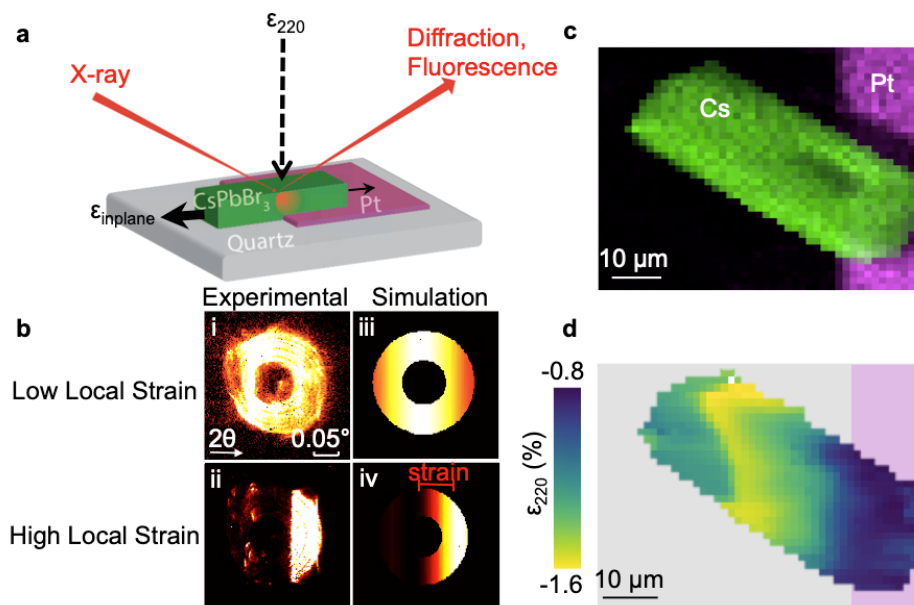 a
ε220
X-ray
Diffraction,
Fluorescence
CsPbBr3
Pt
εinplane
Quartz
b
Experimental
Simulation
i
iii
Low Local Strain
2θ
0.05°
ii
iv
strain
High Local Strain
c
Cs
Pt
10 µm
d
-0.8
ε220 (%)
-1.6
10 µm